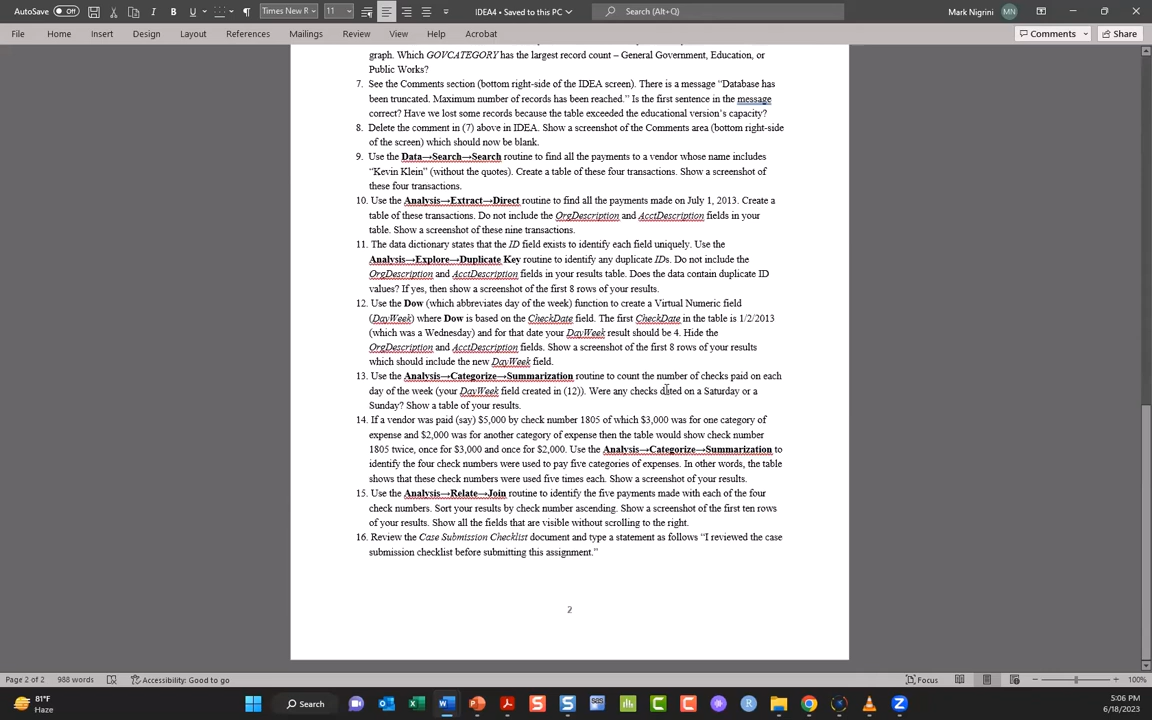 AutoSave Off IDEA4 • Saved to this PC Search (Alt+Q) Mark Nigrini MN
B I U ¶ Times New R 11
File Home Insert Design Layout References Mailings Review View Help Acrobat Comments Share
graph. Which GOVCATEGORY has the largest record count – General Government, Education, or
Public Works?
7. See the Comments section (bottom right-side of the IDEA screen). There is a message “Database has
been truncated. Maximum number of records has been reached.” Is the first sentence in the message
correct? Have we lost some records because the table exceeded the educational version’s capacity?
8. Delete the comment in (7) above in IDEA. Show a screenshot of the Comments area (bottom right-side
of the screen) which should now be blank.
9. Use the Data→Search→Search routine to find all the payments to a vendor whose name includes
“Kevin Klein” (without the quotes). Create a table of these four transactions. Show a screenshot of
these four transactions.
10. Use the Analysis→Extract→Direct routine to find all the payments made on July 1, 2013. Create a
table of these transactions. Do not include the OrgDescription and AcctDescription fields in your
table. Show a screenshot of these nine transactions.
11. The data dictionary states that the ID field exists to identify each field uniquely. Use the
Analysis→Explore→Duplicate Key routine to identify any duplicate IDs. Do not include the
OrgDescription and AcctDescription fields in your results table. Does the data contain duplicate ID
values? If yes, then show a screenshot of the first 8 rows of your results.
12. Use the Dow (which abbreviates day of the week) function to create a Virtual Numeric field
(DayWeek) where Dow is based on the CheckDate field. The first CheckDate in the table is 1/2/2013
(which was a Wednesday) and for that date your DayWeek result should be 4. Hide the
OrgDescription and AcctDescription fields. Show a screenshot of the first 8 rows of your results
which should include the new DayWeek field.
13. Use the Analysis→Categorize→Summarization routine to count the number of checks paid on each
day of the week (your DayWeek field created in (12)). Were any checks dated on a Saturday or a
Sunday? Show a table of your results.
14. If a vendor was paid (say) $5,000 by check number 1805 of which $3,000 was for one category of
expense and $2,000 was for another category of expense then the table would show check number
1805 twice, once for $3,000 and once for $2,000. Use the Analysis→Categorize→Summarization to
identify the four check numbers were used to pay five categories of expenses. In other words, the table
shows that these check numbers were used five times each. Show a screenshot of your results.
15. Use the Analysis→Relate→Join routine to identify the five payments made with each of the four
check numbers. Sort your results by check number ascending. Show a screenshot of the first ten rows
of your results. Show all the fields that are visible without scrolling to the right.
16. Review the Case Submission Checklist document and type a statement as follows “I reviewed the case
submission checklist before submitting this assignment.”
2
Page 2 of 2 988 words Accessibility: Good to go Focus 100%
81°F Search 5:06 PM
Haze 6/18/2023